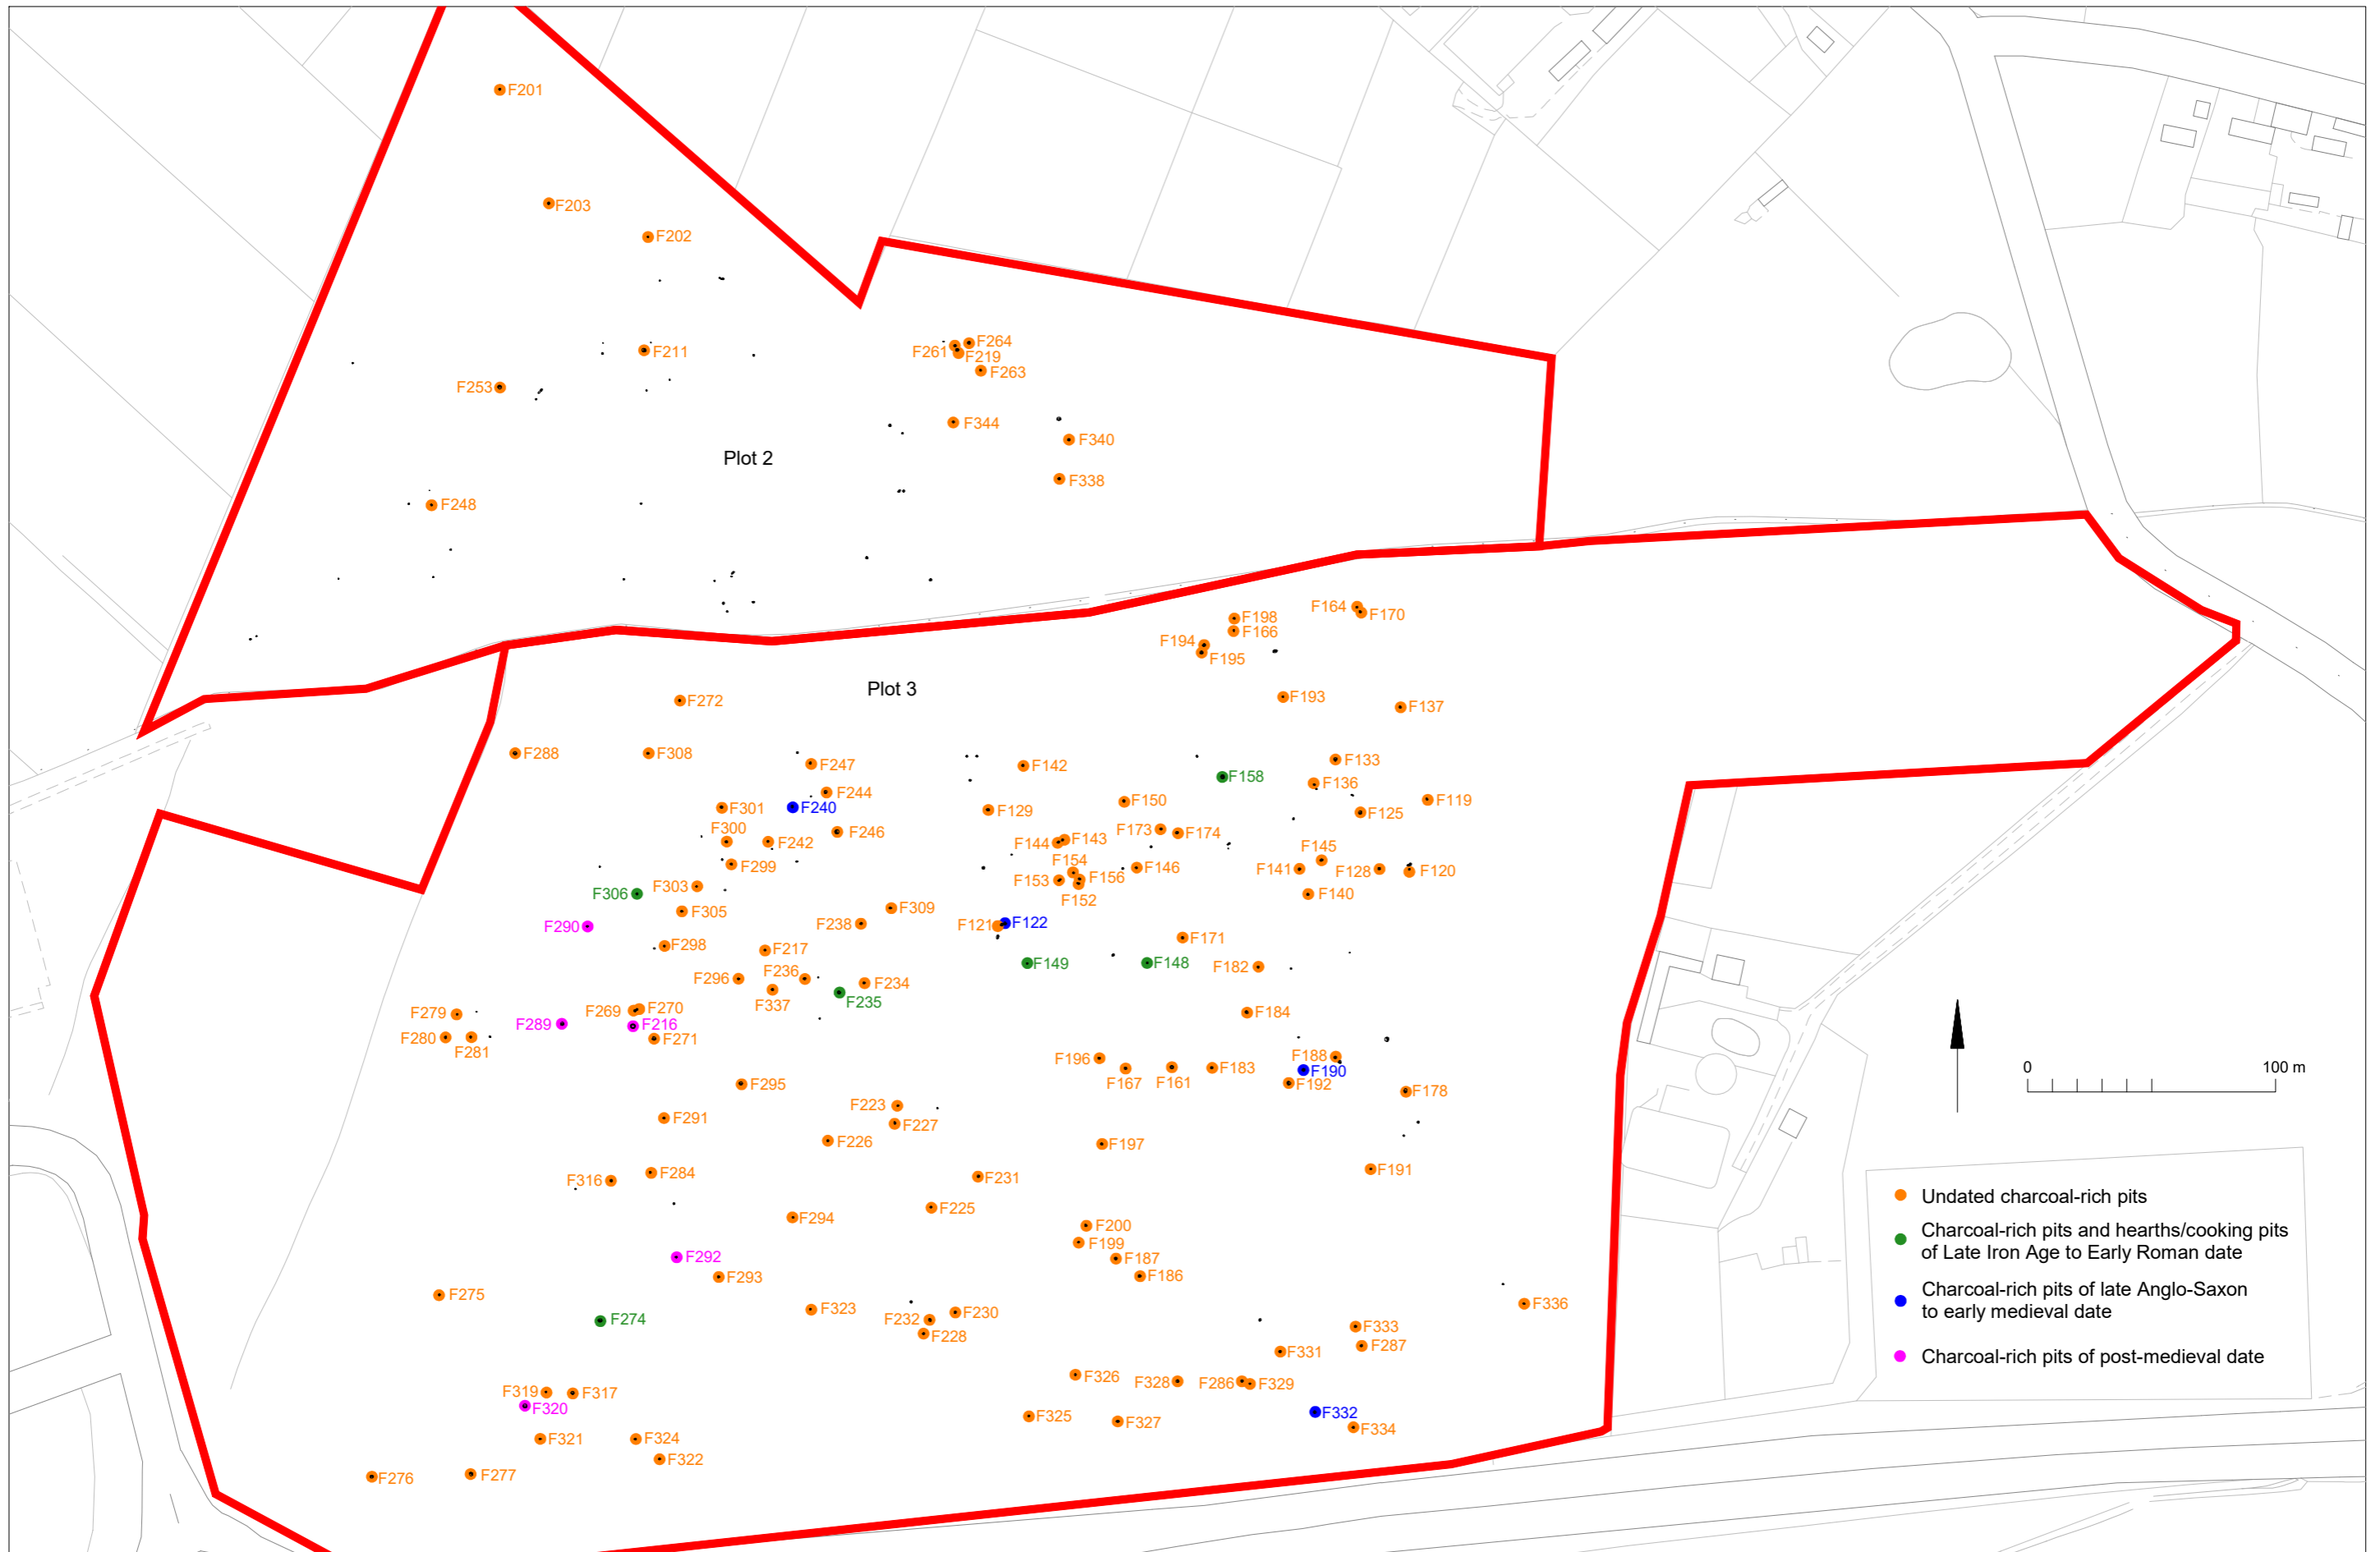 F201
F203
F202
F264
F261
F219
F211
F263
F253
F344
F340
Plot 2
F338
F248
F164
F170
F198
F166
F194
F195
Plot 3
F272
F193
F137
F288
F308
F247
F142
F133
F158
F136
F244
F301
F240
F129
F150
F119
F125
F300
F242
F246
F144
F143
F173
F174
F299
F154
F145
F146
F141
F128
F120
F303
F306
F153
F156
F152
F140
F305
F309
F290
F238
F121
F122
F298
F217
F171
F149
F148
F182
F296
F236
F234
F337
F235
F279
F269
F270
F184
F289
F216
F280
F281
F271
F196
F188
F167
F161
F183
F190
F192
0
100 m
F295
F178
F223
F291
F227
F226
F197
F284
F191
F316
F231
F225
F294
F200
F199
F292
F187
F293
F186
F275
F323
F230
F336
F274
F232
F228
F333
F287
F331
F326
F328
F286
F329
F319
F317
F320
F325
F327
F332
F334
F321
F324
F322
F276
F277
Undated charcoal-rich pits
Charcoal-rich pits and hearths/cooking pits
of Late Iron Age to Early Roman date
Charcoal-rich pits of late Anglo-Saxon
to early medieval date
Charcoal-rich pits of post-medieval date